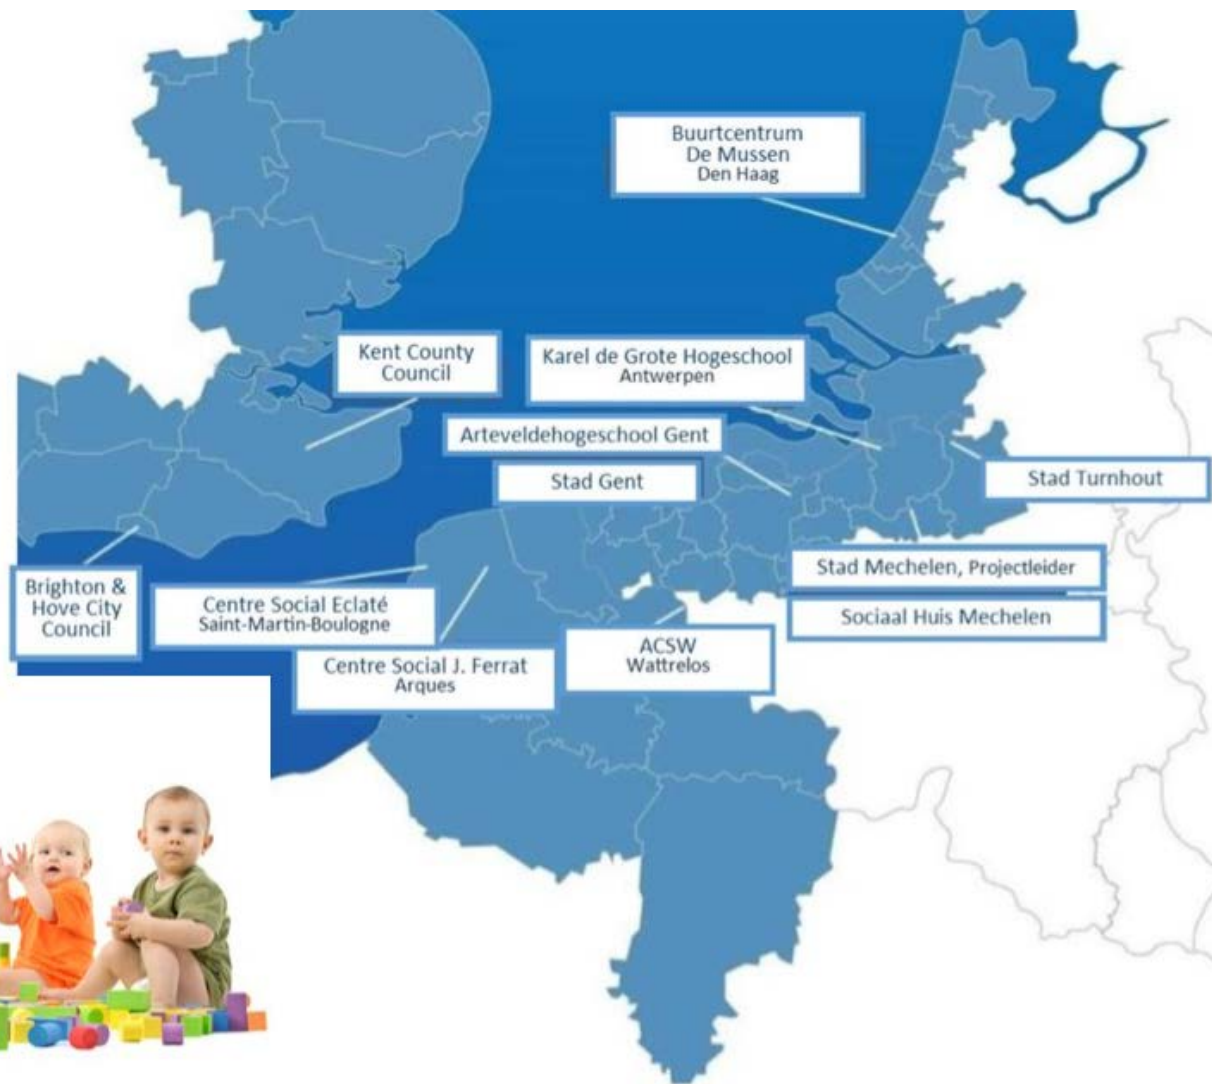 Buurtcentrum
De Mussen
Den Haag
Kent County
Council
Karel de Grote Hogeschool
Antwerpen
Arteveldehogeschool Gent
Stad Gent
Stad Turnhout
Stad Mechelen, Projectleider
Sociaal Huis Mechelen
Brighton &
Hove City
Council
Centre Social Eclaté
Saint-Martin-Boulogne
Centre Social J. Ferrat
Arques
ACSW
Wattrelos